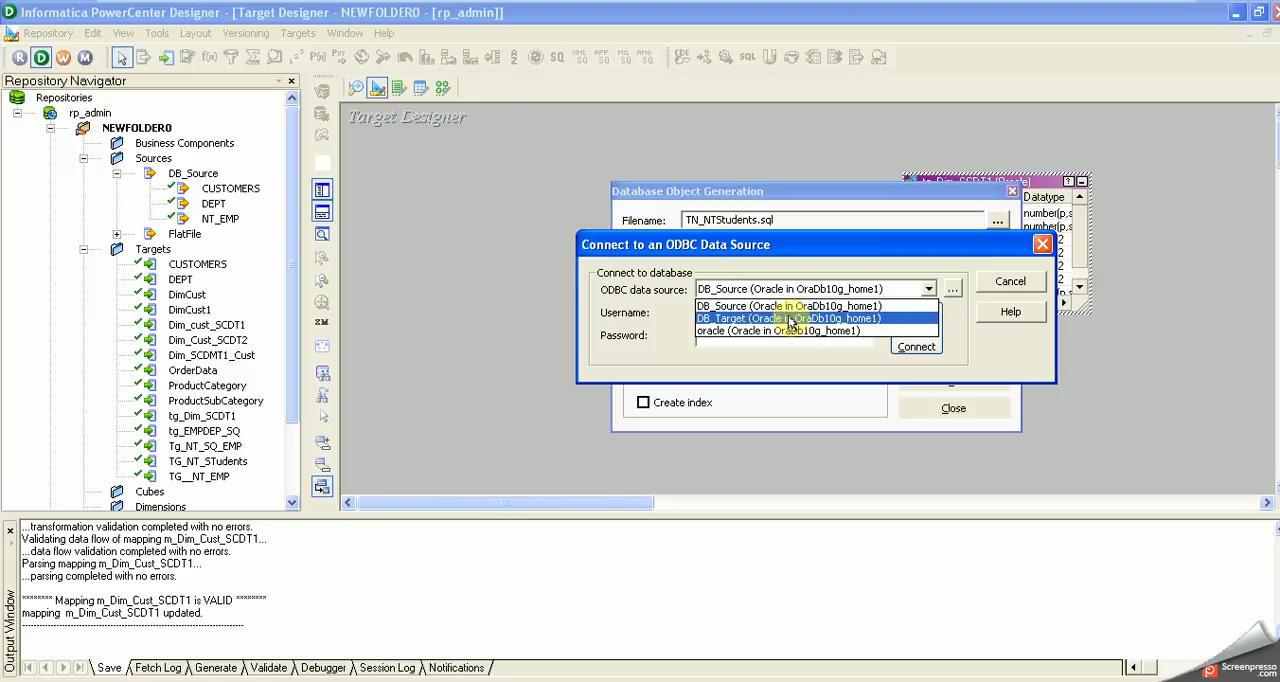 Informatica PowerCenter Designer - [Target Designer - NEWFOLDER0 - [rp_admin]]
Repository Edit View Tools Layout Versioning Targets Window Help
Repository Navigator
Repositories
rp_admin
NEWFOLDER0
Business Components
Sources
DB_Source
CUSTOMERS
DEPT
NT_EMP
FlatFile
Targets
CUSTOMERS
DEPT
DimCust
DimCust1
Dim_cust_SCDT1
Dim_cust_SCDT2
Dim_SCDMT1_Cust
OrderData
ProductCategory
ProductSubCategory
tg_Dim_SCDT1
tg_EMPDEP_SQ
Tg_NT_SQ_EMP
TG_NT_STudents
TG__NT_EMP
Cubes
Dimensions
Target Designer
Datatype
number(p,s
number(p,s
2
2
2
2
Database Object Generation
Filename: TN_NTStudents.sql ...
Connect to an ODBC Data Source
Connect to database
ODBC data source: DB_Source (Oracle in OraDb10g_home1) ...
DB_Source (Oracle in OraDb10g_home1)
DB_Target (Oracle in OraDb10g_home1)
oracle (Oracle in OraDb10g_home1)
Username:
Password:
Connect
Cancel
Help
Create index
Close
...transformation validation completed with no errors.
Validating data flow of mapping m_Dim_Cust_SCDT1...
...data flow validation completed with no errors.
Parsing mapping m_Dim_Cust_SCDT1...
...parsing completed with no errors.
******** Mapping m_Dim_Cust_SCDT1 is VALID ********
mapping m_Dim_Cust_SCDT1 updated.
Output Window
Save Fetch Log Generate Validate Debugger Session Log Notifications
Screenpresso
.com